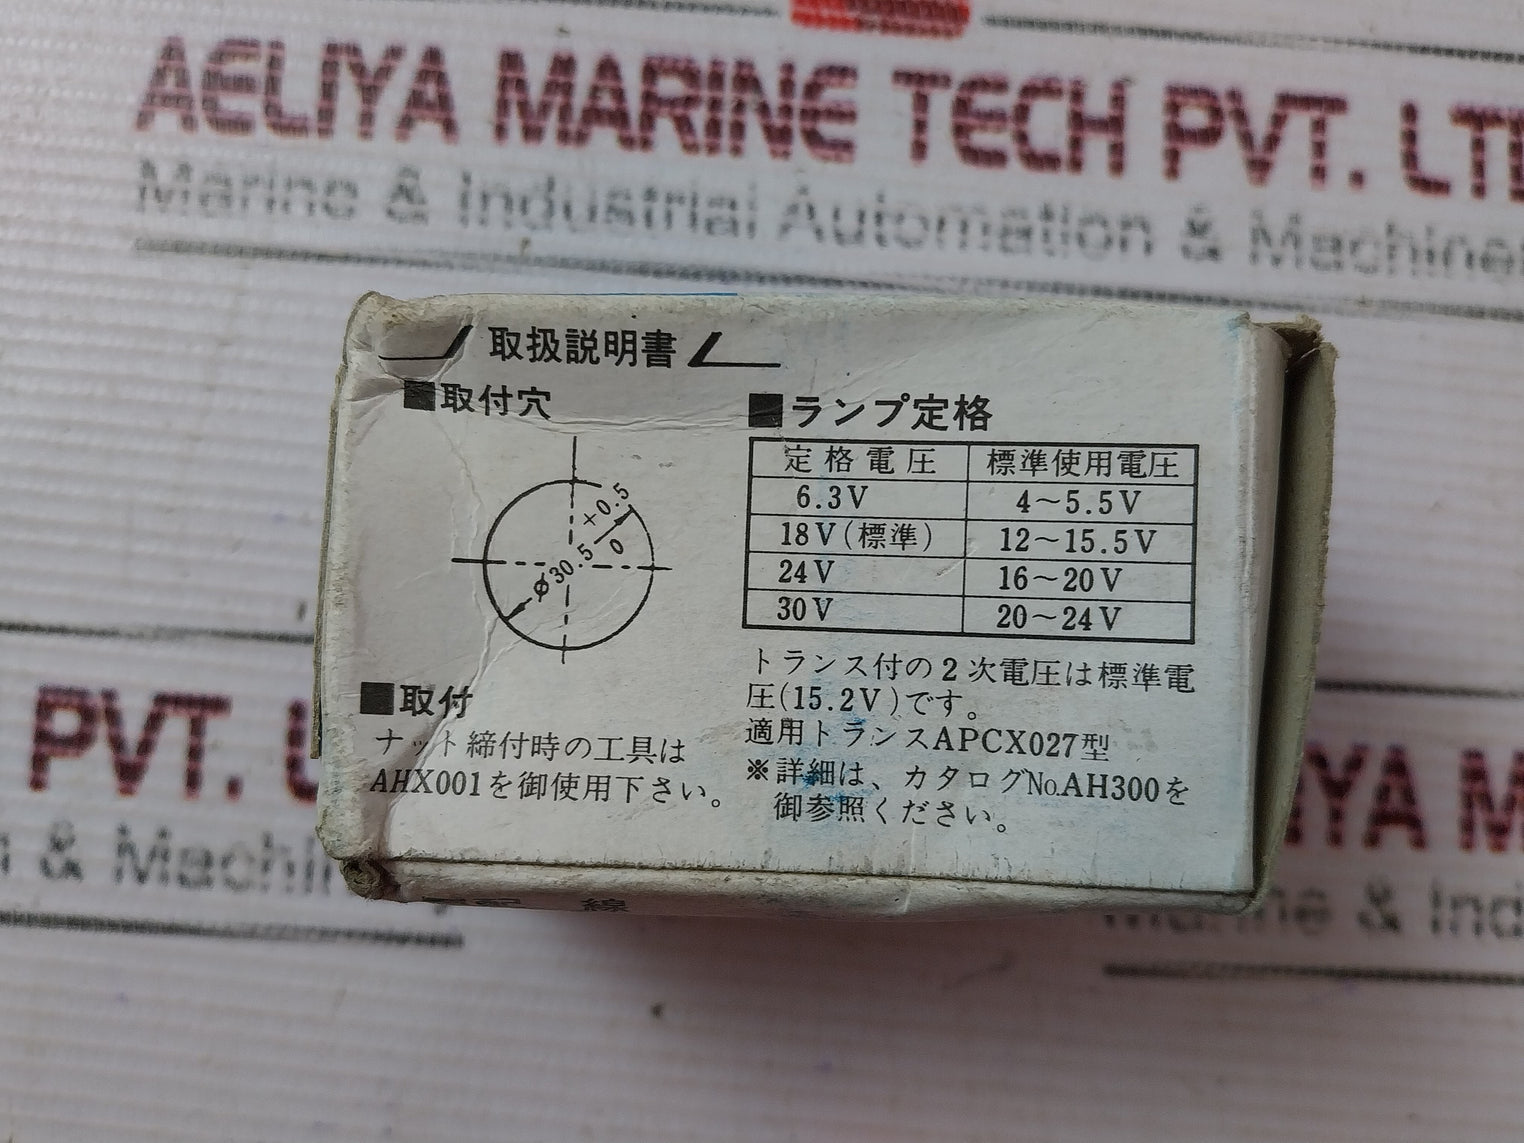 AELIYA MARINE TECH PVT. LTD
Marine & Industrial Automation & Machiner
取扱説明書
■取付穴
φ30.5 +0.5 0
■取付
ナット締付時の工具は
AHX001を御使用下さい。
■ランプ定格
定格電圧 標準使用電圧
6.3V 4～5.5V
18V(標準) 12～15.5V
24V 16～20V
30V 20～24V
トランス付の2次電圧は標準電
圧(15.2V)です。
適用トランスAPCX027型
※詳細は、カタログNo.AH300を
御参照ください。
配 線
PVT.
& Machin
IYA M
Marine & Ind